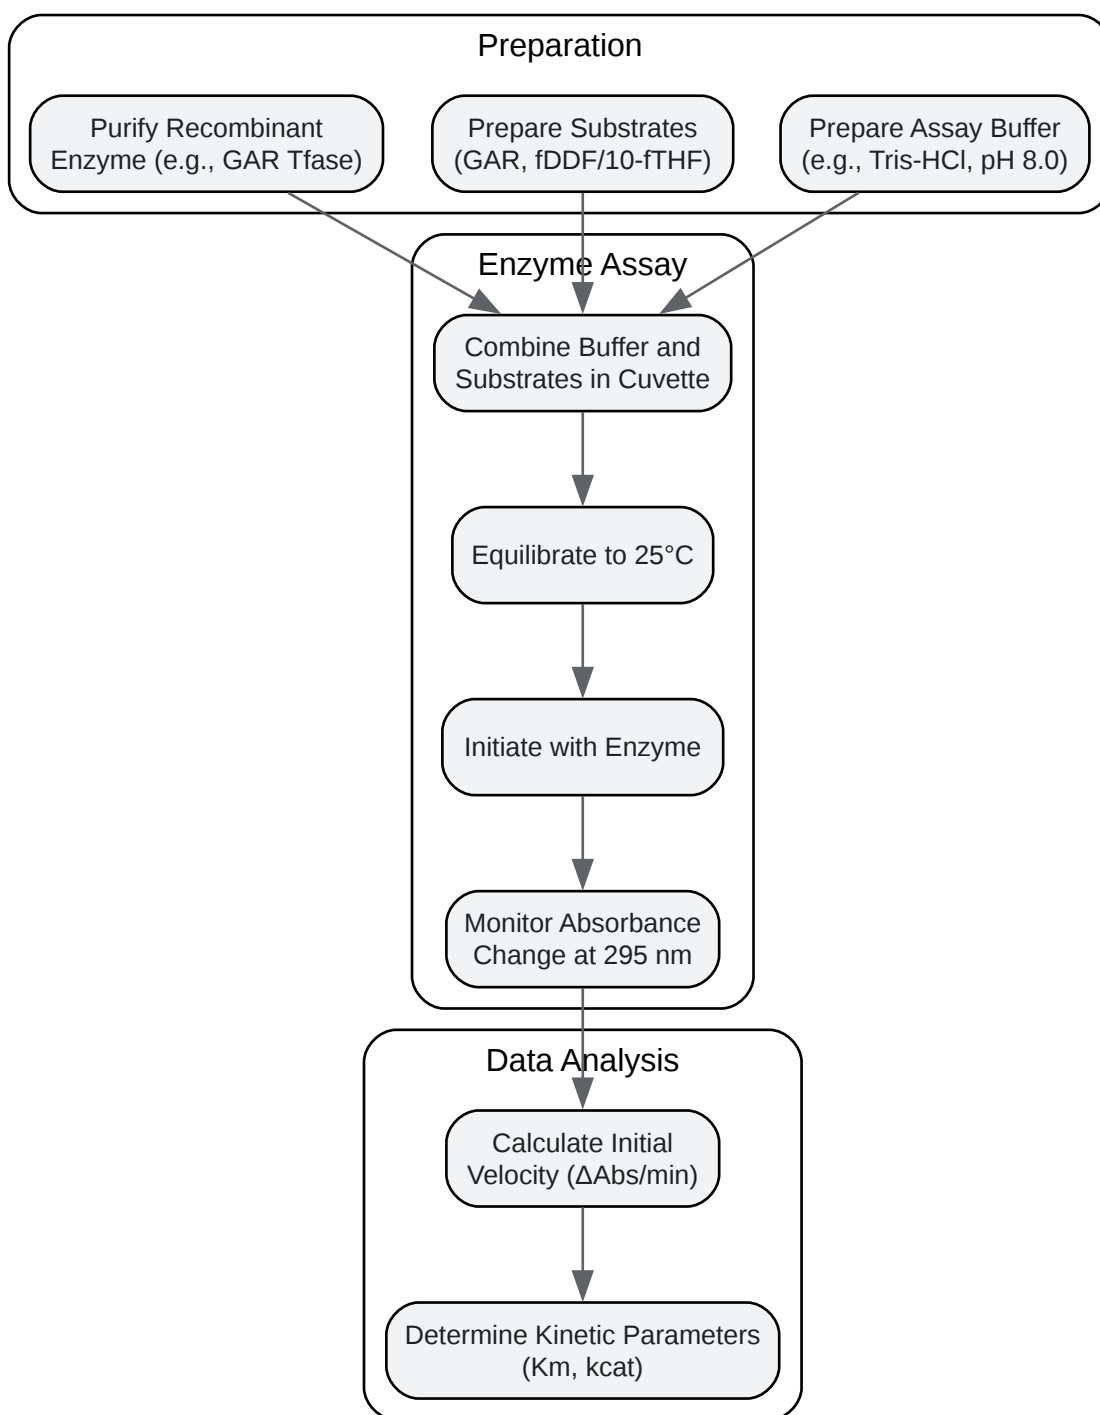 Preparation
Purify Recombinant
Enzyme (e.g., GAR Tfase)
Prepare Substrates
(GAR, fDDF/10-fTHF)
Prepare Assay Buffer
(e.g., Tris-HCl, pH 8.0)
Enzyme Assay
Combine Buffer and
Substrates in Cuvette
Equilibrate to 25°C
Initiate with Enzyme
Monitor Absorbance
Change at 295 nm
Data Analysis
Calculate Initial
Velocity (ΔAbs/min)
Determine Kinetic Parameters
(Km, kcat)